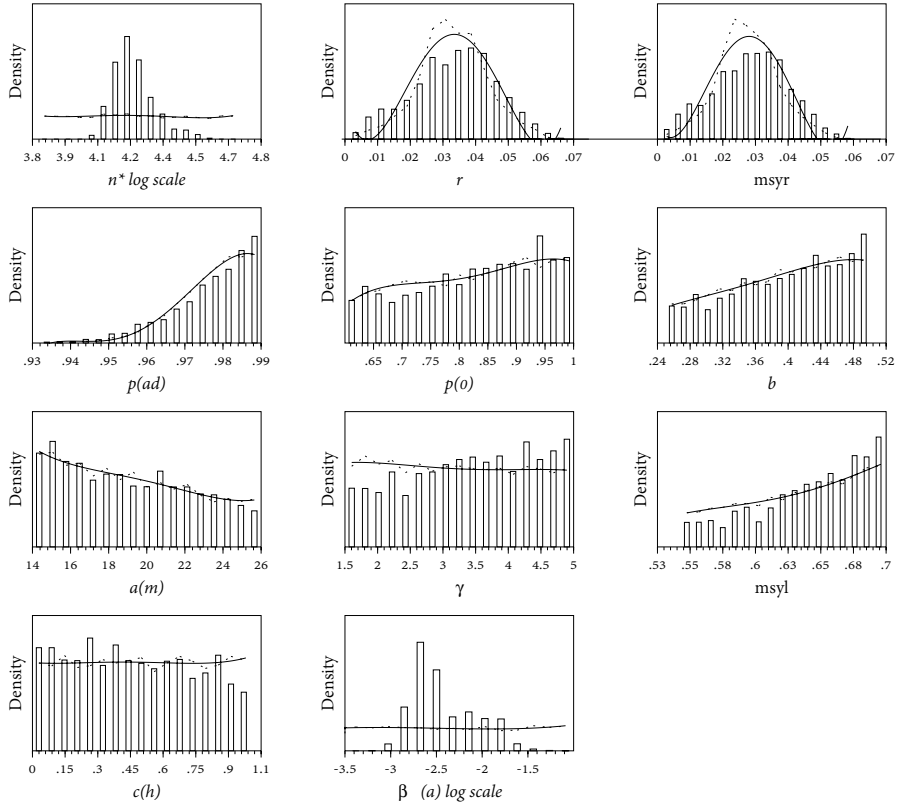 Density
3.8 3.9 4.1 4.2 4.4 4.5 4.7 4.8
n* log scale
Density
0 .01 .02 .03 .04 .05 .06 .07
r
Density
0 .01 .02 .03 .04 .05 .06 .07
msyr
Density
.93 .94 .95 .96 .97 .98 .99
p(ad)
Density
.65 .7 .75 .8 .85 .9 .95 1
p(o)
Density
.24 .28 .32 .36 .4 .44 .48 .52
b
Density
14 16 18 20 22 24 26
a(m)
Density
1.5 2 2.5 3 3.5 4 4.5 5
γ
Density
.53 .55 .58 .6 .63 .65 .68 .7
msyl
Density
0 .15 .3 .45 .6 .75 .9 1.1
c(h)
Density
-3.5 -3 -2.5 -2 -1.5
β (a) log scale